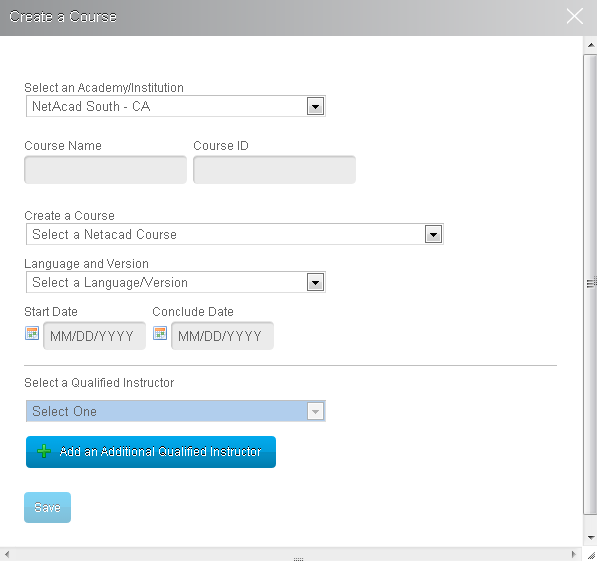 Create a Course
Select an Academy/Institution
NetAcad South - CA
Course Name Course ID
Create a Course
Select a Netacad Course
Language and Version
Select a Language/Version
Start Date Conclude Date
MM/DD/YYYY MM/DD/YYYY
Select a Qualified Instructor
Select One
Add an Additional Qualified Instructor
Save